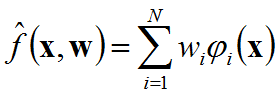 f̂(𝐱, 𝐰) = ∑_{i=1}^{N} w_i φ_i(𝐱)